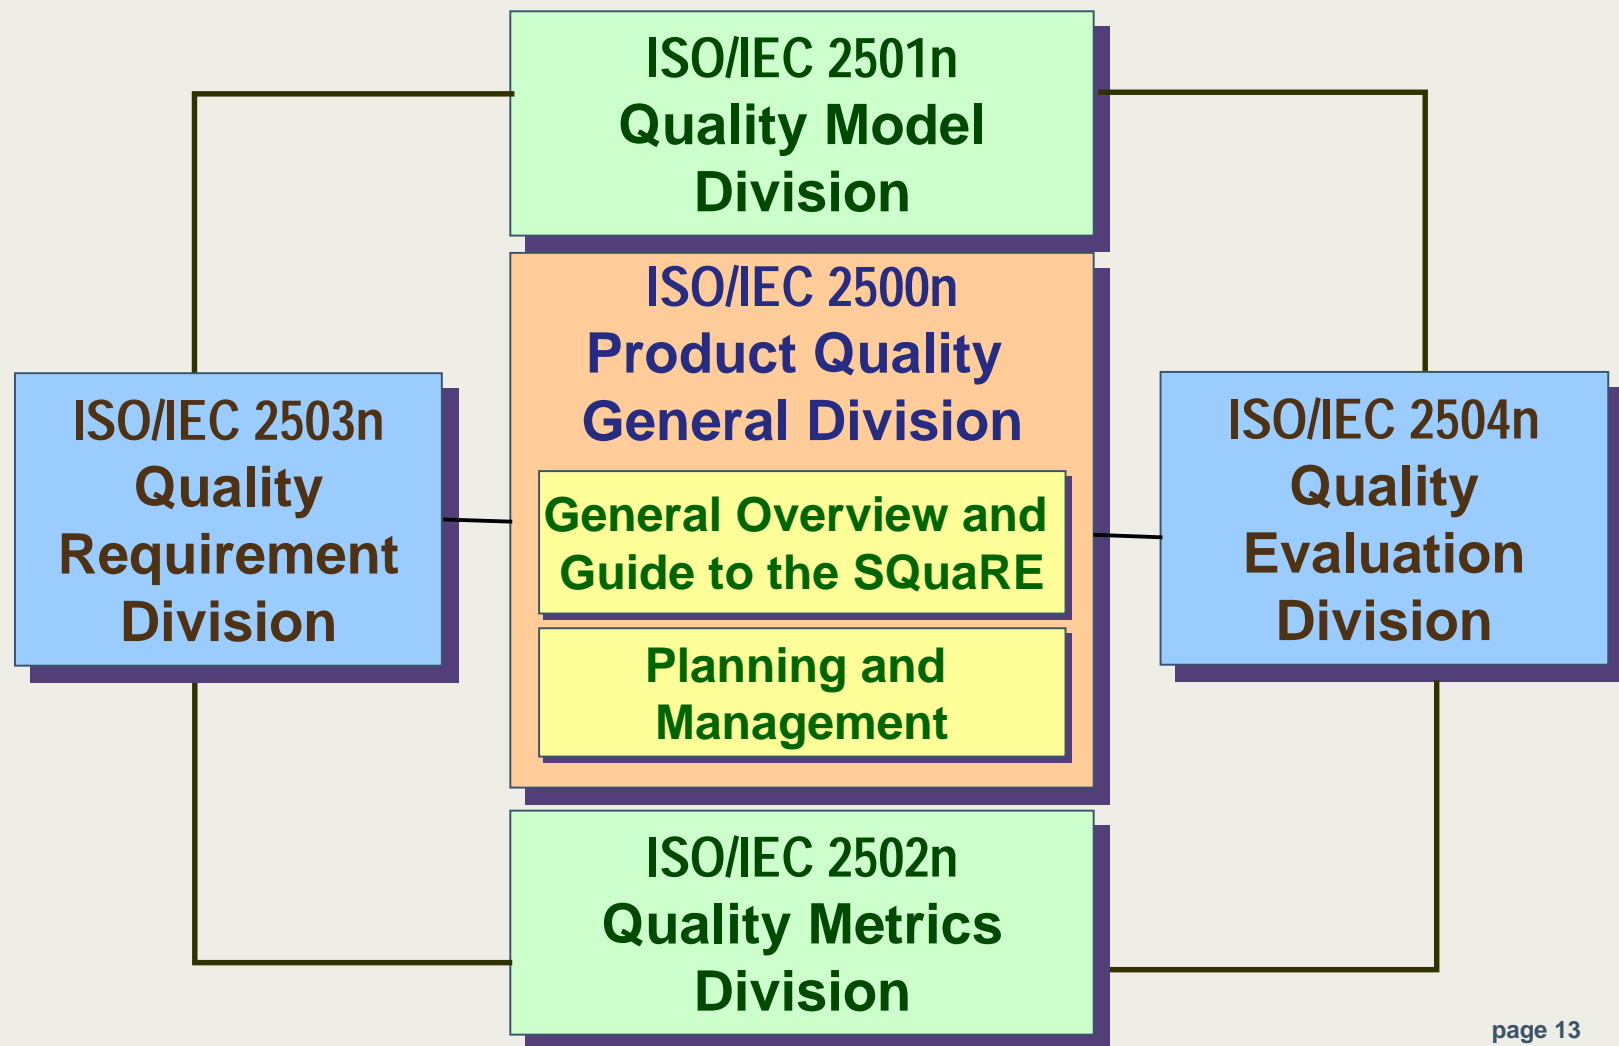 ISO/IEC 2501n
Quality Model
Division
ISO/IEC 2500n
Product Quality
General Division
General Overview and
Guide to the SQuaRE
Planning and
Management
ISO/IEC 2503n
Quality
Requirement
Division
ISO/IEC 2504n
Quality
Evaluation
Division
ISO/IEC 2502n
Quality Metrics
Division
page 13